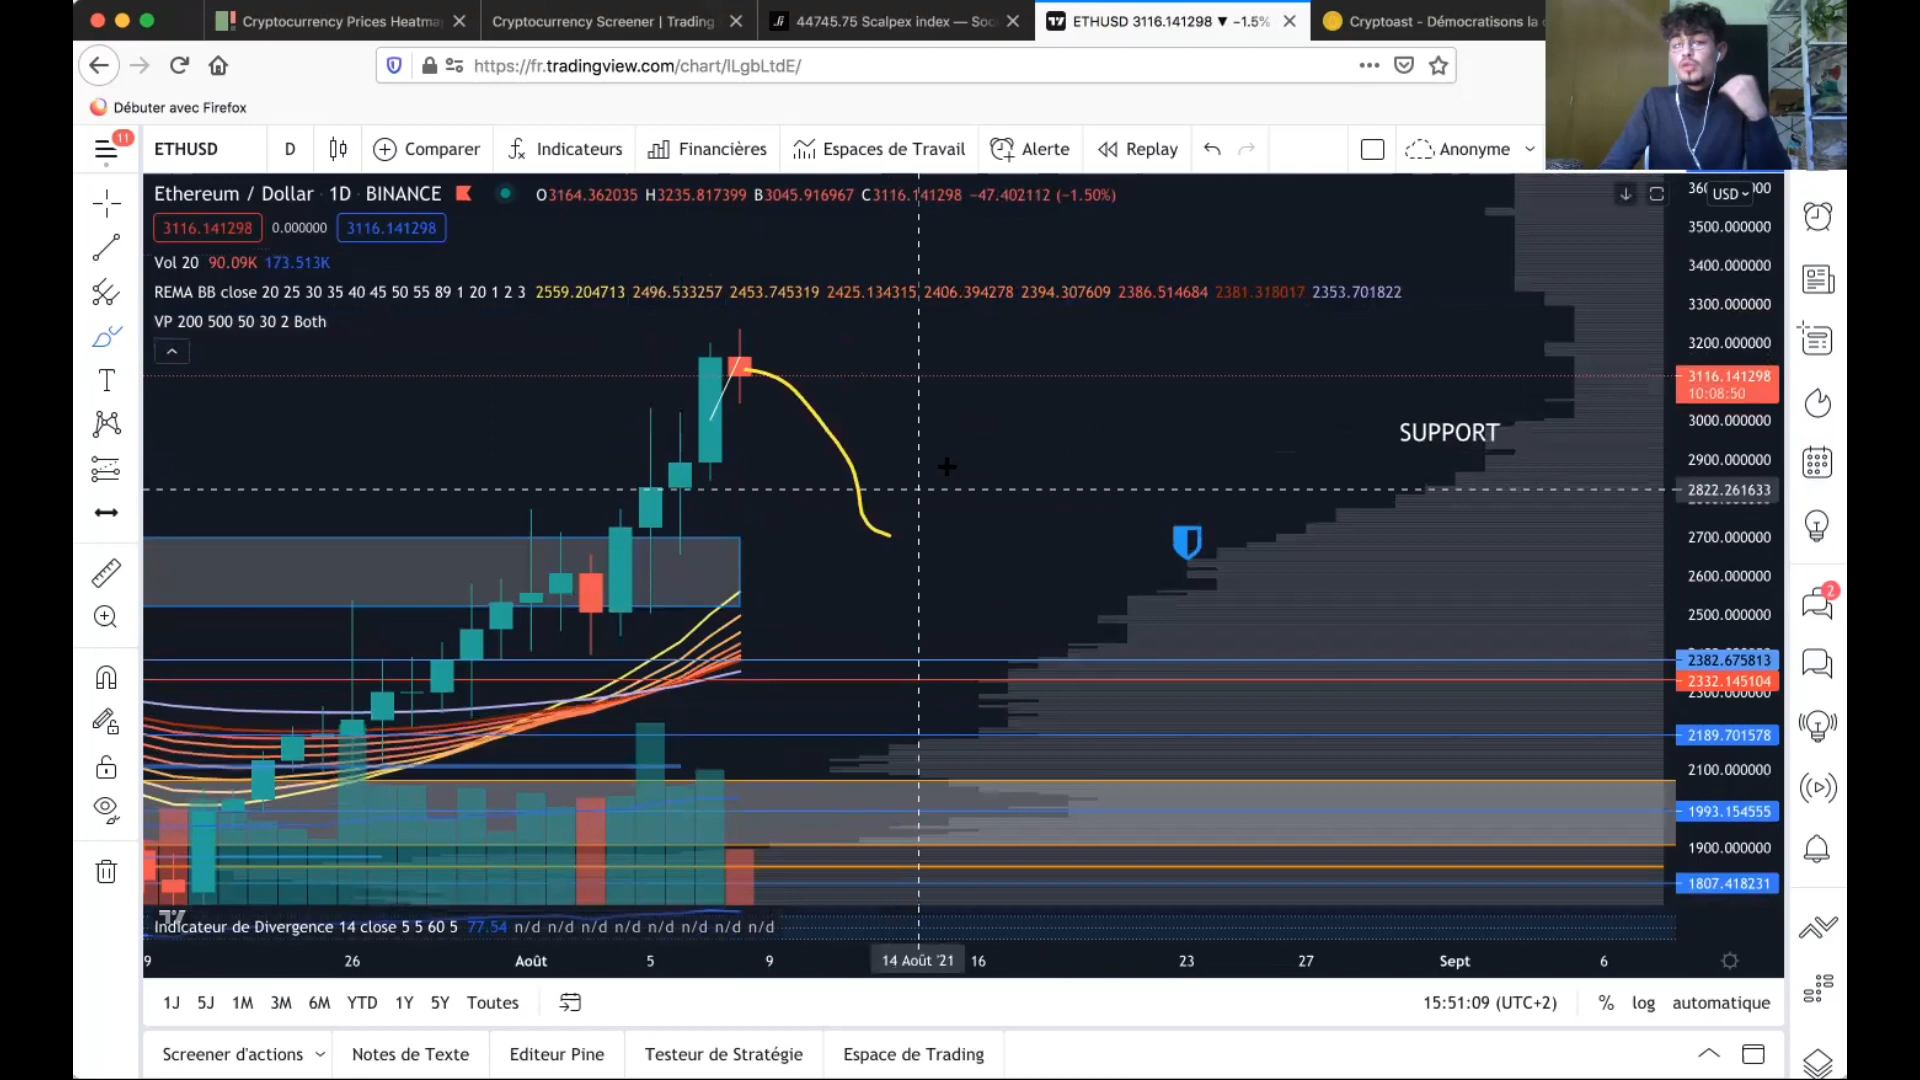 Cryptocurrency Prices Heatma
Cryptocurrency Screener | Trading
44745.75 Scalpex index — Soc
ETHUSD 3116.141298 ▼ −1.5%
Cryptoast - Démocratisons la
https://fr.tradingview.com/chart/lLgbLtdE/
Débuter avec Firefox
11
ETHUSD
D
Comparer
Indicateurs
Financières
Espaces de Travail
Alerte
Replay
Anonyme
Ethereum / Dollar 1D BINANCE
O3164.362035 H3235.817399 B3045.916967 C3116.141298 −47.402112 (−1.50%)
3116.141298 0.000000 3116.141298
Vol 20 90.09K 173.513K
REMA BB close 20 25 30 35 40 45 50 55 89 1 20 1 2 3 2559.204713 2496.533257 2453.745319 2425.134315 2406.394278 2394.307609 2386.514684 2381.318017 2353.701822
VP 200 500 50 30 2 Both
USD
3500.000000
3400.000000
3300.000000
3200.000000
3116.141298
10:08:50
3000.000000
SUPPORT
2900.000000
2822.261633
2700.000000
2600.000000
2500.000000
2
2382.675813
2332.145104
2300.000000
2189.701578
2100.000000
1993.154555
1900.000000
1807.418231
Indicateur de Divergence 14 close 5 5 60 5 77.54 n/d n/d n/d n/d n/d n/d n/d n/d
9 26 Août 5 9 14 Août '21 16 23 27 Sept 6
1J 5J 1M 3M 6M YTD 1Y 5Y Toutes
15:51:09 (UTC+2) % log automatique
Screener d'actions
Notes de Texte
Editeur Pine
Testeur de Stratégie
Espace de Trading